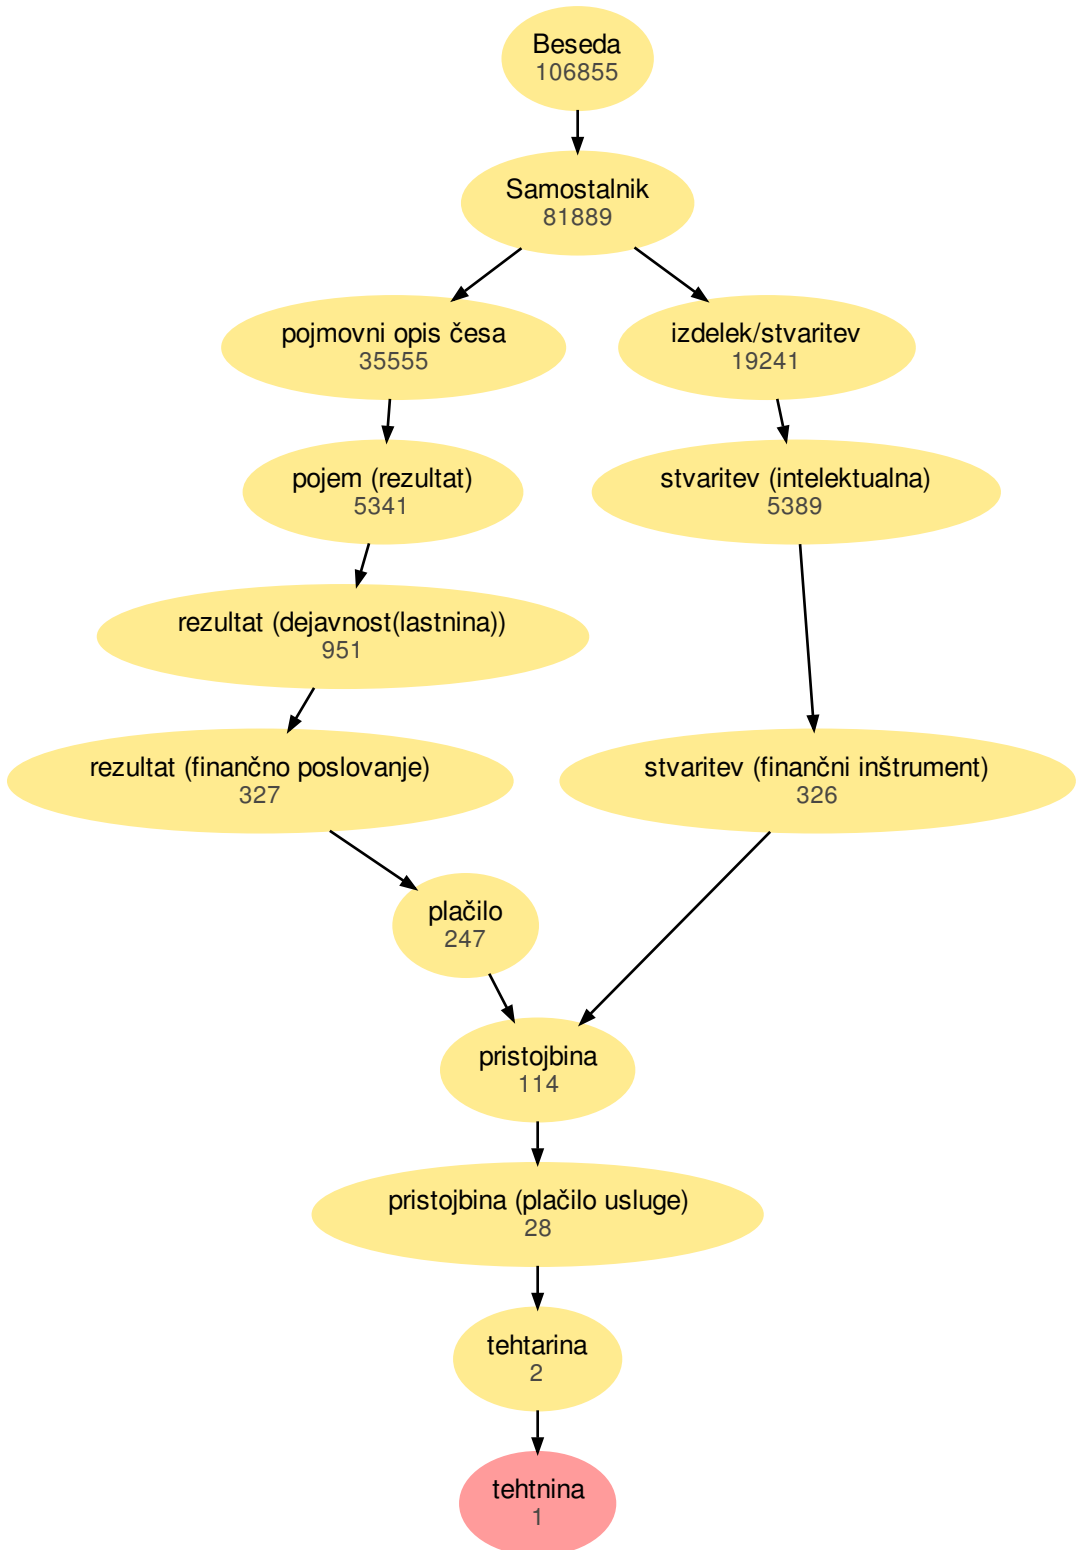 Beseda
106855
Samostalnik
81889
pojmovni opis česa
35555
izdelek/stvaritev
19241
pojem (rezultat)
5341
stvaritev (intelektualna)
5389
rezultat (dejavnost(lastnina))
951
rezultat (finančno poslovanje)
327
stvaritev (finančni inštrument)
326
plačilo
247
pristojbina
114
pristojbina (plačilo usluge)
28
tehtarina
2
tehtnina
1